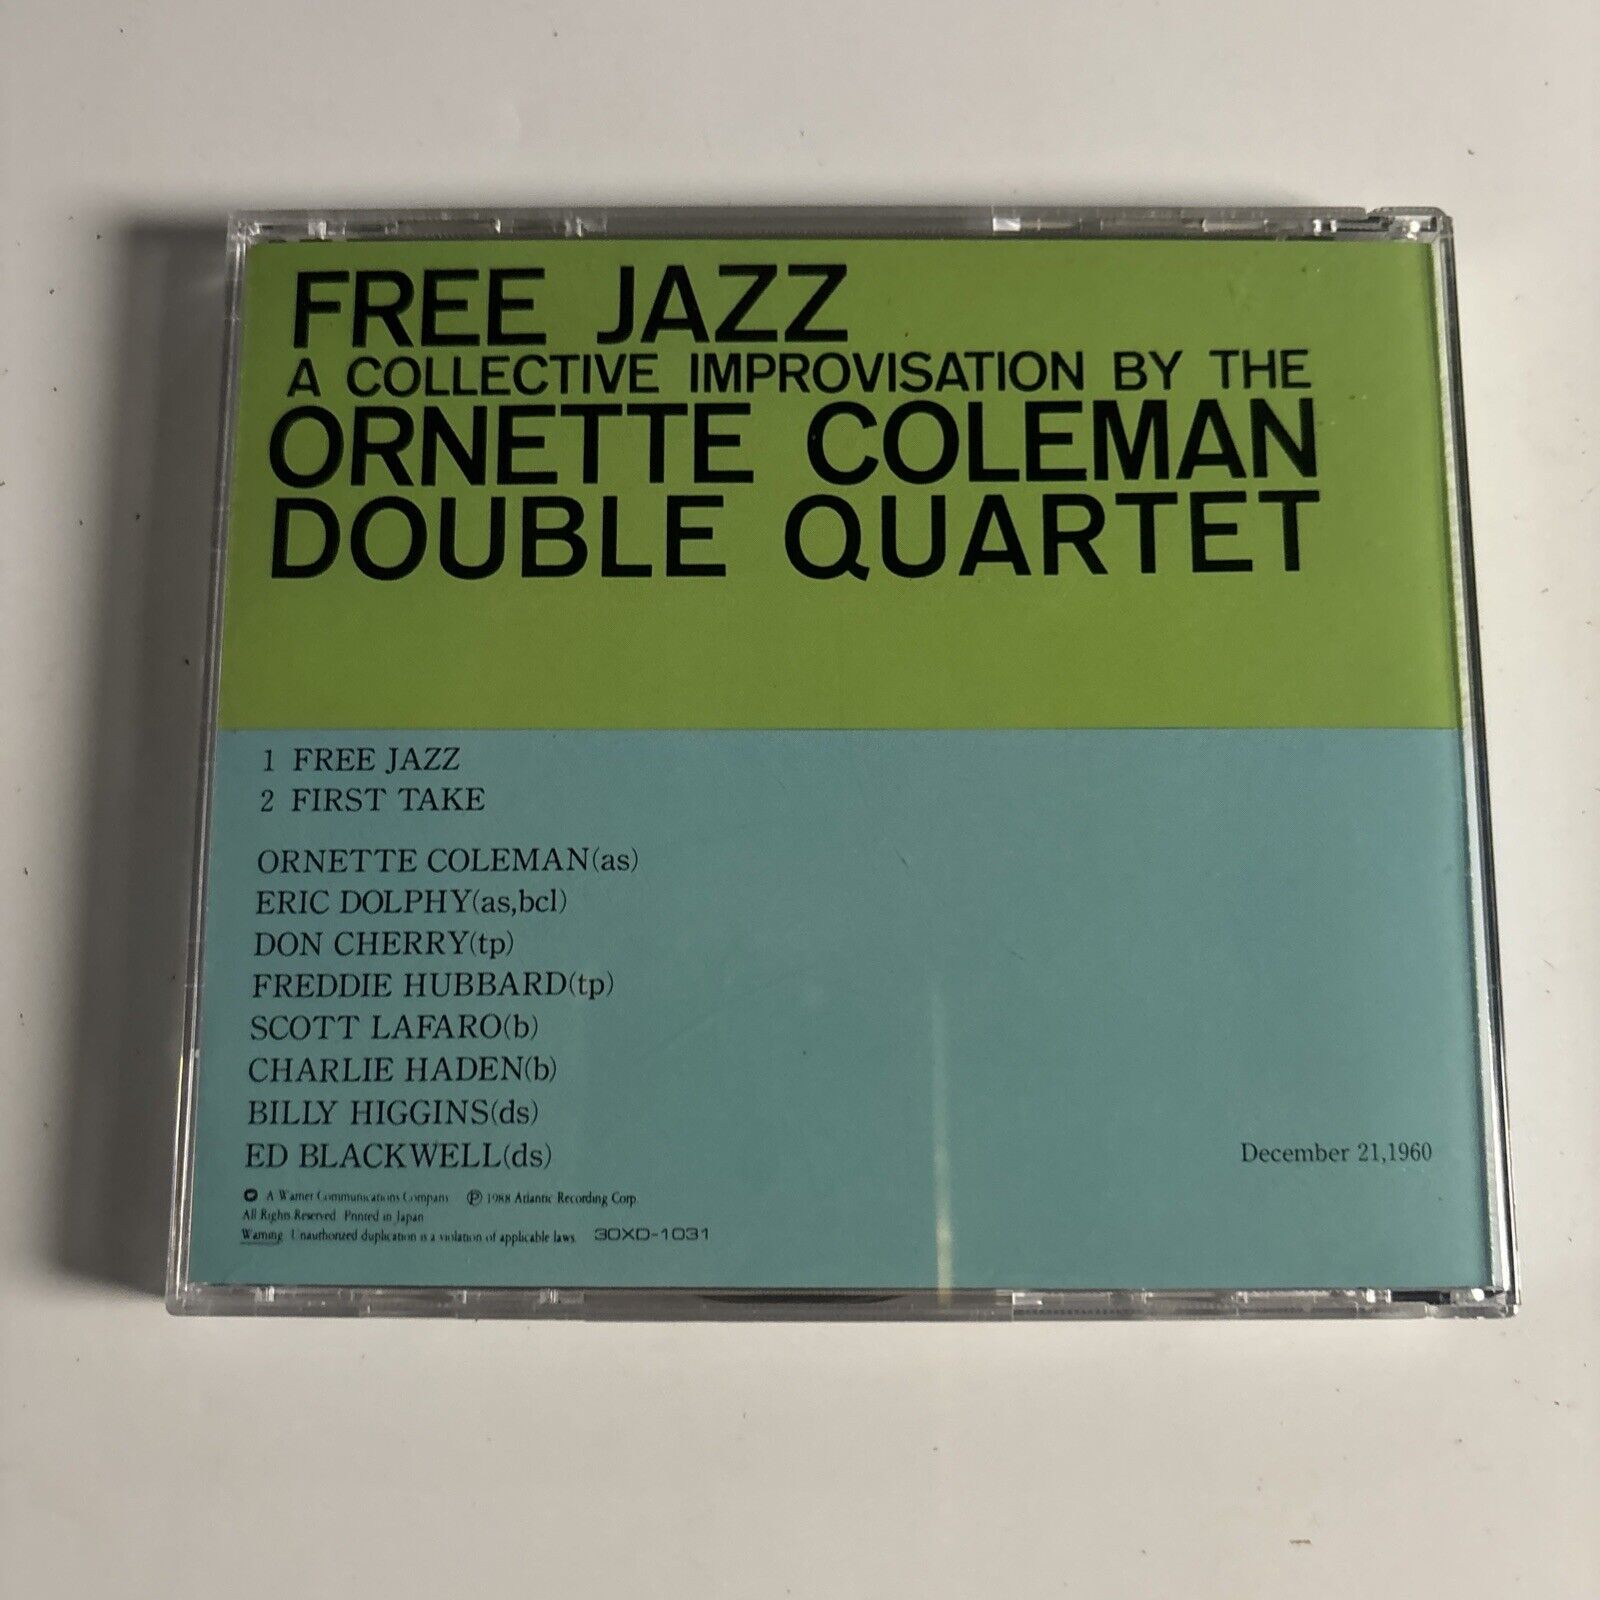 FREE JAZZ
A COLLECTIVE IMPROVISATION BY THE
ORNETTE COLEMAN
DOUBLE QUARTET
1 FREE JAZZ
2 FIRST TAKE
ORNETTE COLEMAN(as)
ERIC DOLPHY(as,bcl)
DON CHERRY(tp)
FREDDIE HUBBARD(tp)
SCOTT LAFARO(b)
CHARLIE HADEN(b)
BILLY HIGGINS(ds)
ED BLACKWELL(ds)
December 21,1960
A Warner Communications Company ℗ 1988 Atlantic Recording Corp.
All Rights Reserved. Printed in Japan
Warning: Unauthorized duplication is a violation of applicable laws. 30XD-1031